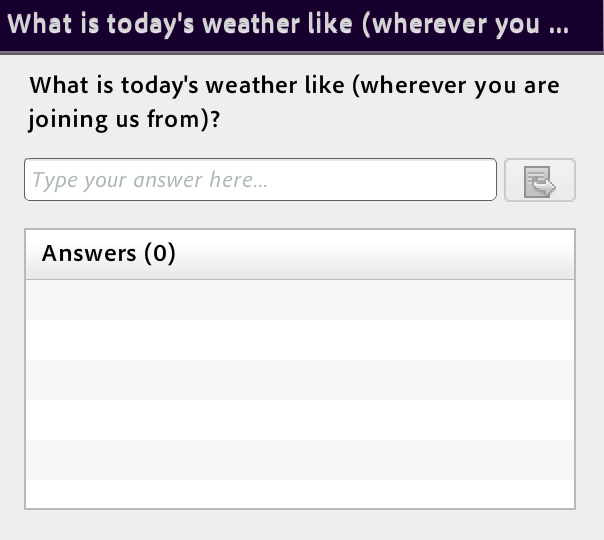 What is today's weather like (wherever you ...
What is today's weather like (wherever you are
joining us from)?
Type your answer here...
Answers (0)